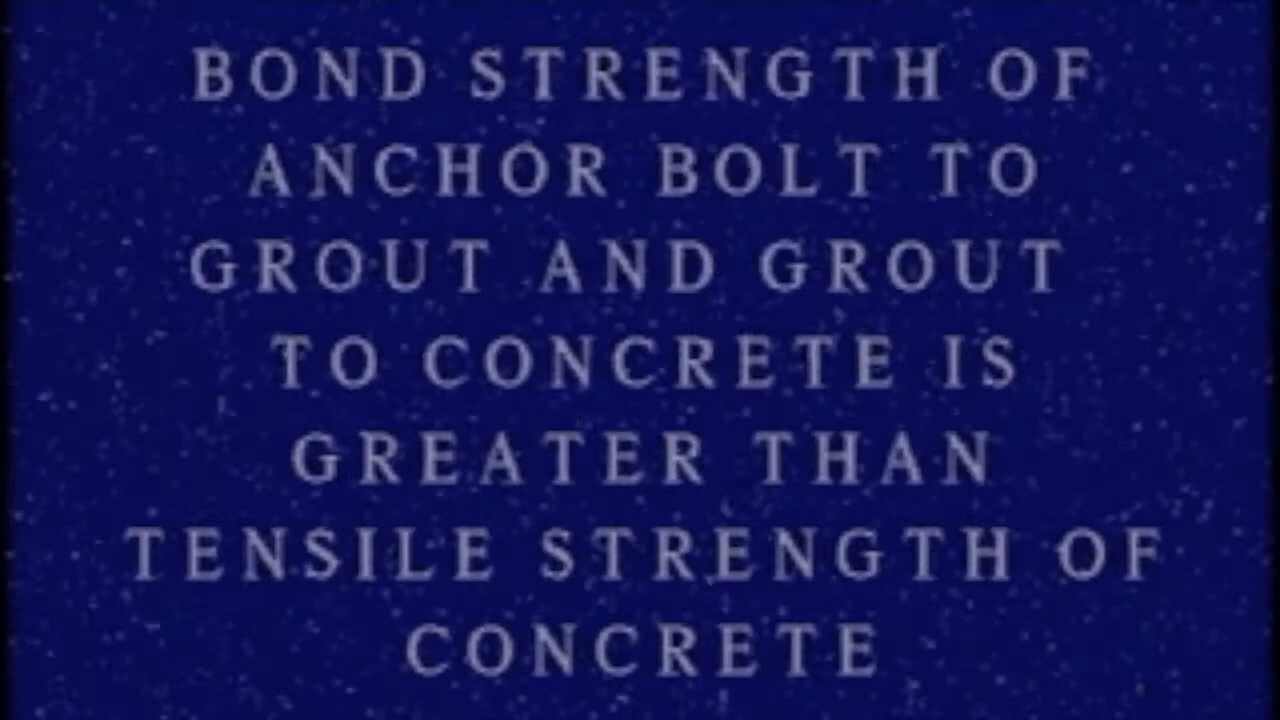 BOND STRENGTH OF
ANCHOR BOLT TO
GROUT AND GROUT
TO CONCRETE IS
GREATER THAN
TENSILE STRENGTH OF
CONCRETE